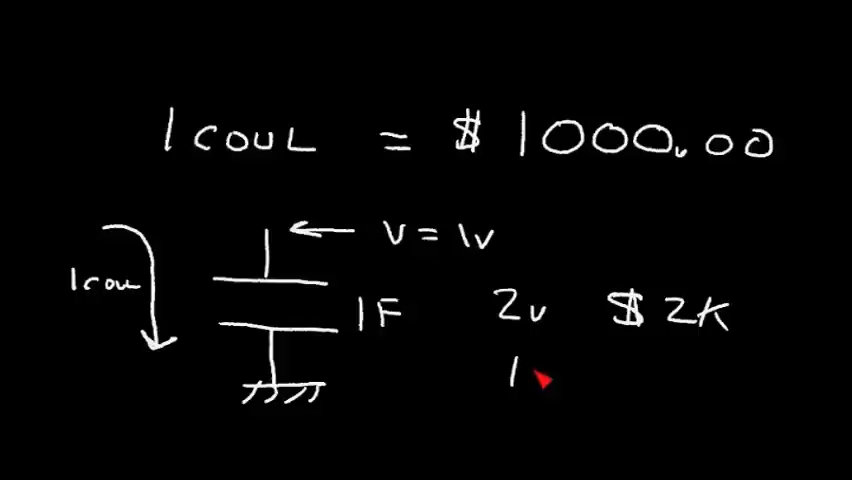 1 COUL = $ 1000.00
V = 1V
1 COUL
1F 2V $ 2K
1